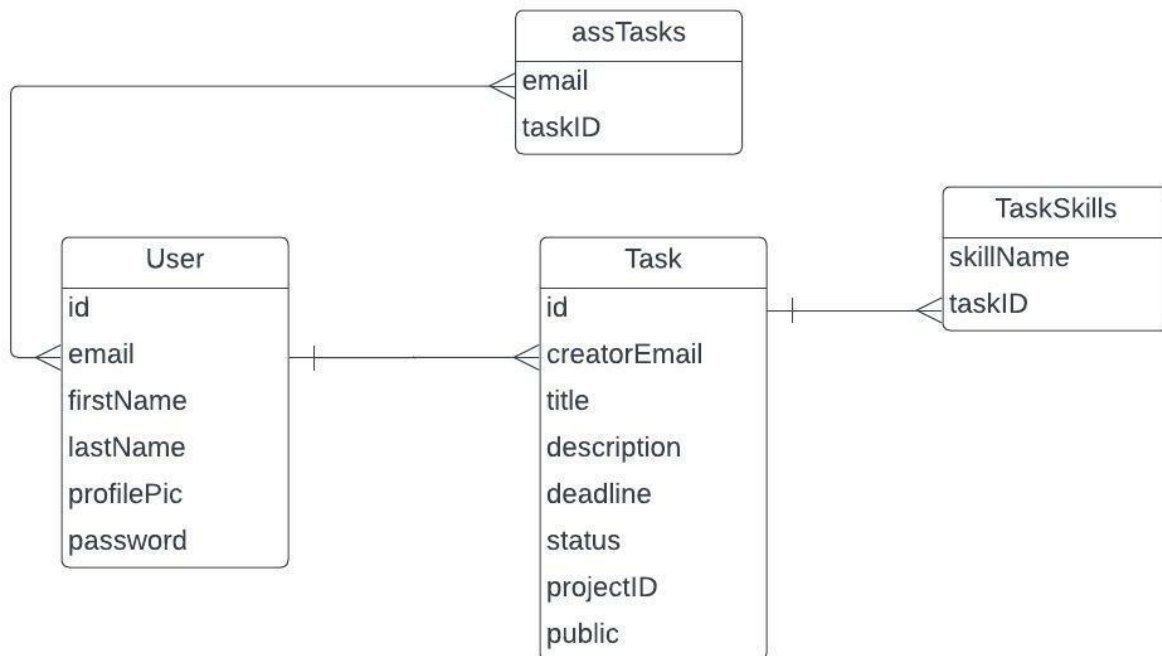 assTasks
email
taskID
TaskSkills
skillName
taskID
User
id
email
firstName
lastName
profilePic
password
Task
id
creatorEmail
title
description
deadline
status
projectID
public